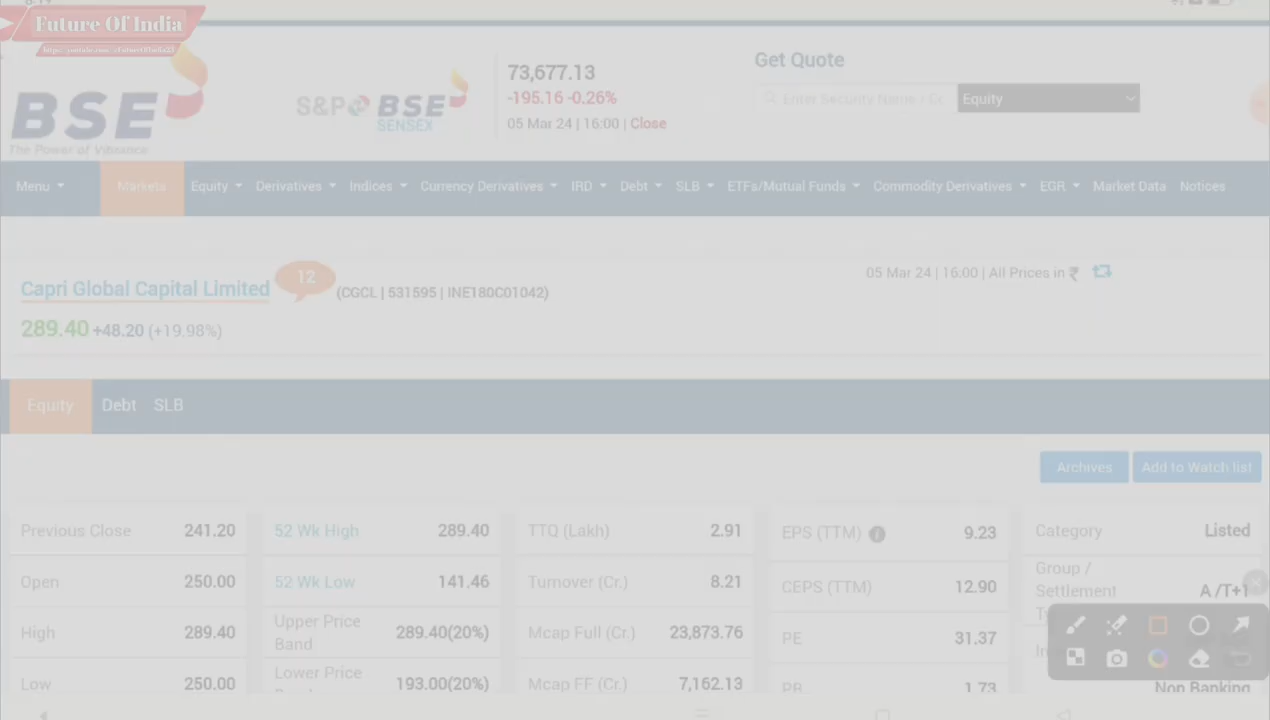 8:19
Future Of India
BSE
The Power of Vibrance
S&P BSE
SENSEX
73,677.13
-195.16 -0.26%
05 Mar 24 | 16:00 | Close
Get Quote
Enter Security Name / Co
Equity
Menu Markets Equity Derivatives Indices Currency Derivatives IRD Debt SLB ETFs/Mutual Funds Commodity Derivatives EGR Market Data Notices
Capri Global Capital Limited 12 (CGCL | 531595 | INE180C01042)
05 Mar 24 | 16:00 | All Prices in ₹
289.40 +48.20 (+19.98%)
Equity Debt SLB
Archives Add to Watch list
Previous Close 241.20
Open 250.00
High 289.40
Low 250.00
52 Wk High 289.40
52 Wk Low 141.46
Upper Price
Band 289.40(20%)
Lower Price
193.00(20%)
TTQ (Lakh) 2.91
Turnover (Cr.) 8.21
Mcap Full (Cr.) 23,873.76
Mcap FF (Cr.) 7,162.13
EPS (TTM) 9.23
CEPS (TTM) 12.90
PE 31.37
PB 1.73
Category Listed
Group /
Settlement A /T+1
Non Banking